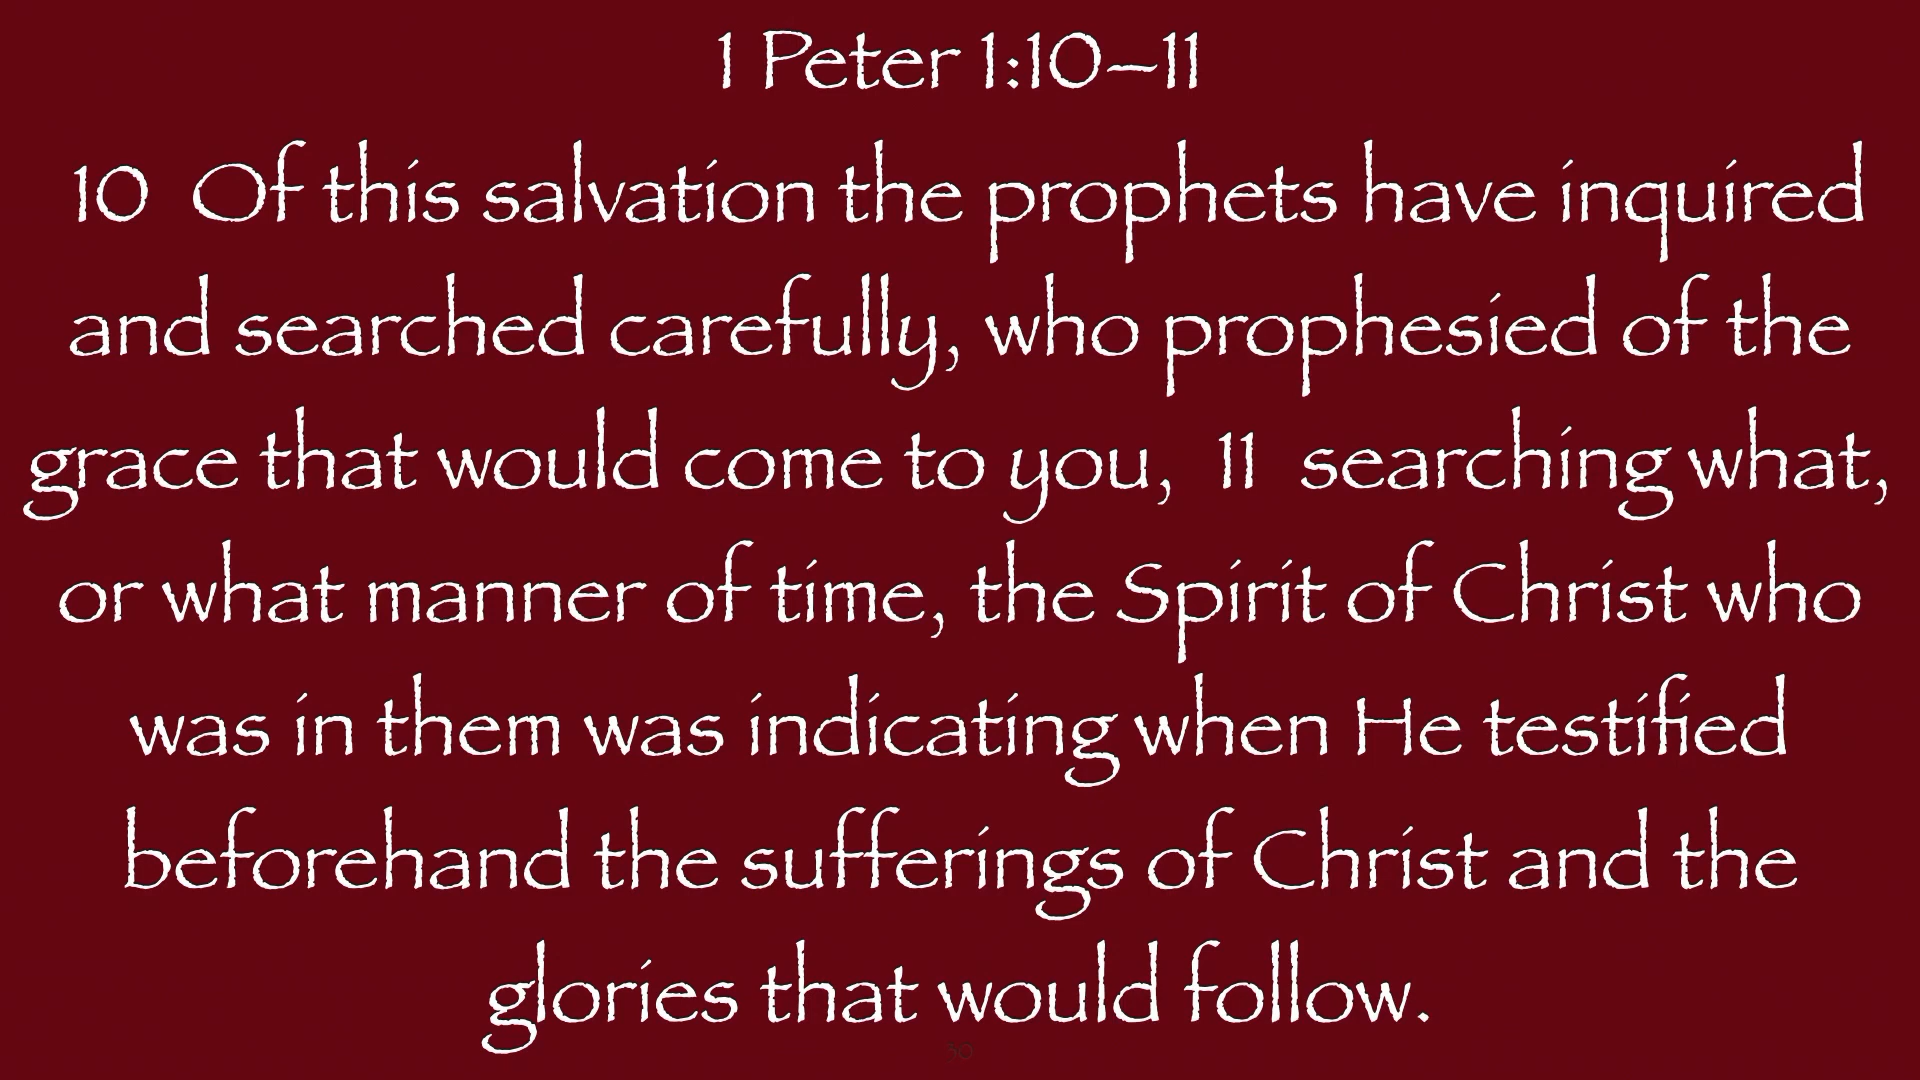 1 Peter 1:10–11
10 Of this salvation the prophets have inquired
and searched carefully, who prophesied of the
grace that would come to you, 11 searching what,
or what manner of time, the Spirit of Christ who
was in them was indicating when He testified
beforehand the sufferings of Christ and the
glories that would follow.
30